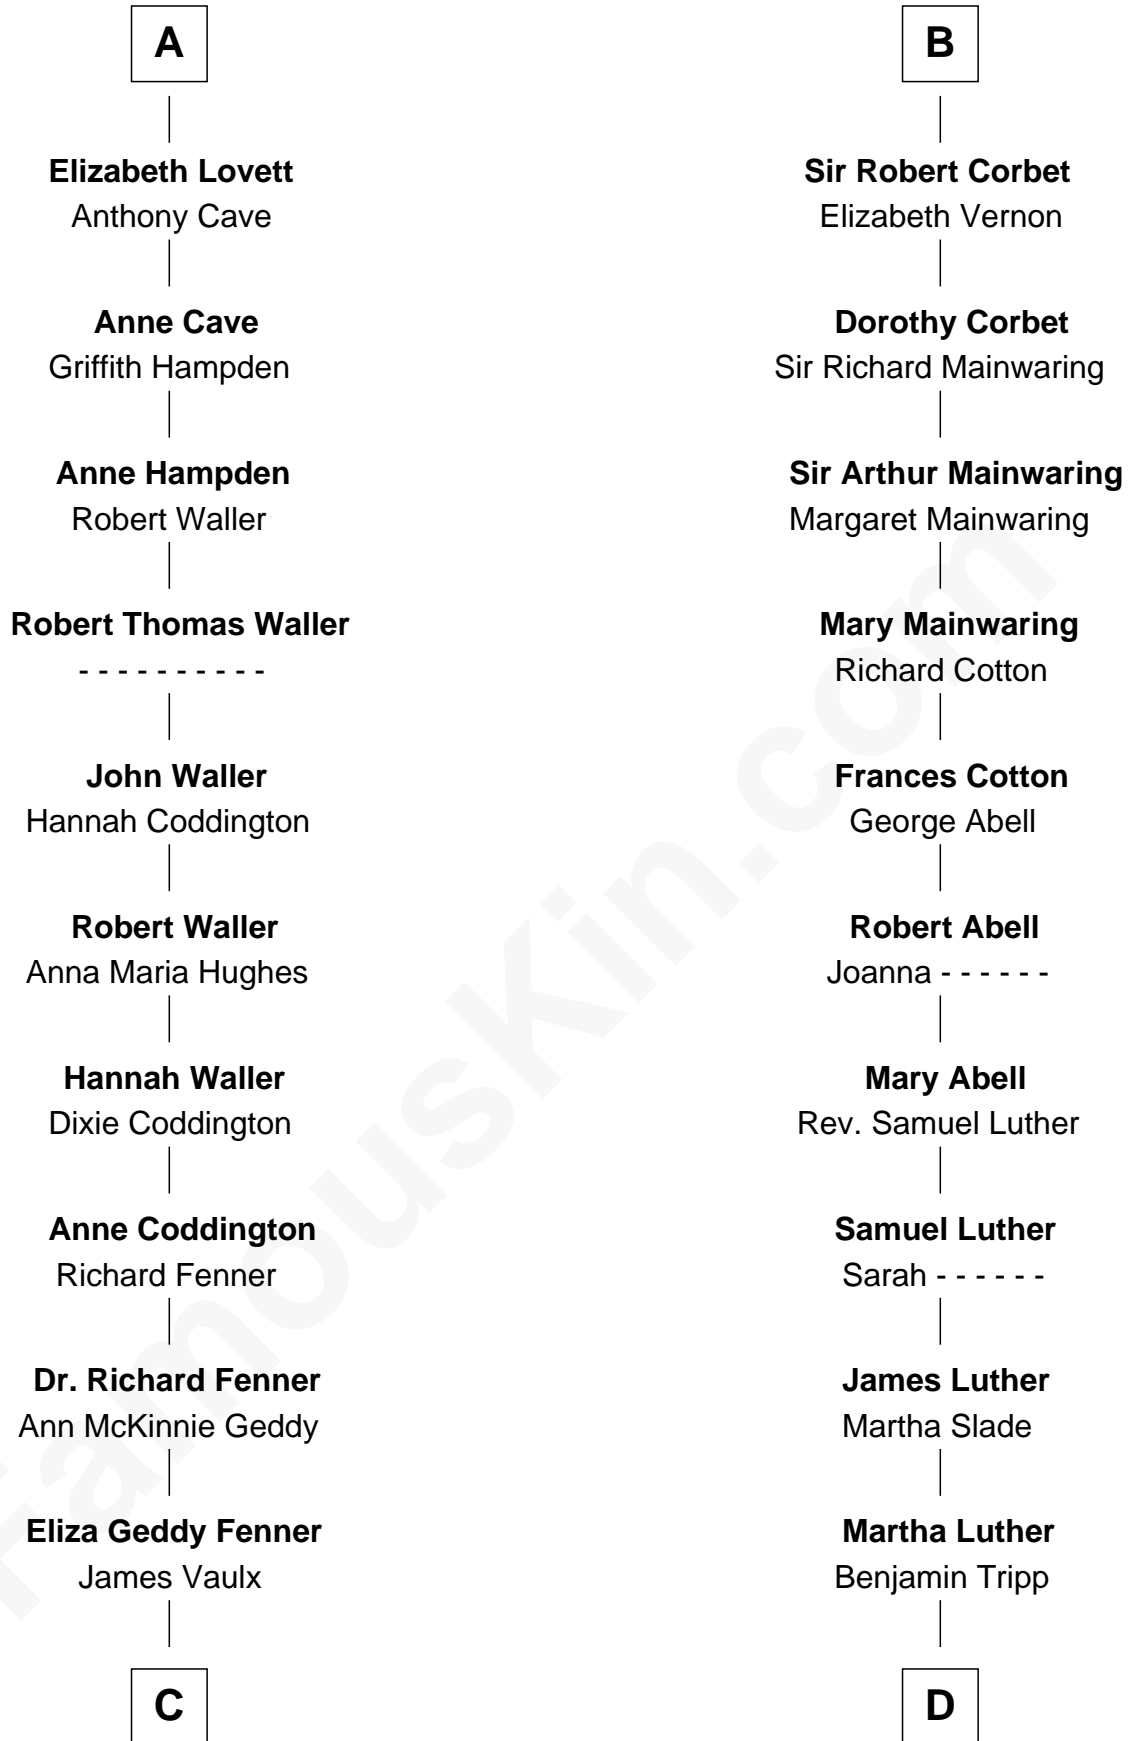 A
Elizabeth Lovett
Anthony Cave
Anne Cave
Griffith Hampden
Anne Hampden
Robert Waller
Robert Thomas Waller
- - - - - - - - - -
John Waller
Hannah Coddington
Robert Waller
Anna Maria Hughes
Hannah Waller
Dixie Coddington
Anne Coddington
Richard Fenner
Dr. Richard Fenner
Ann McKinnie Geddy
Eliza Geddy Fenner
James Vaulx
C
B
Sir Robert Corbet
Elizabeth Vernon
Dorothy Corbet
Sir Richard Mainwaring
Sir Arthur Mainwaring
Margaret Mainwaring
Mary Mainwaring
Richard Cotton
Frances Cotton
George Abell
Robert Abell
Joanna - - - - - -
Mary Abell
Rev. Samuel Luther
Samuel Luther
Sarah - - - - - -
James Luther
Martha Slade
Martha Luther
Benjamin Tripp
D
FamousKin.com